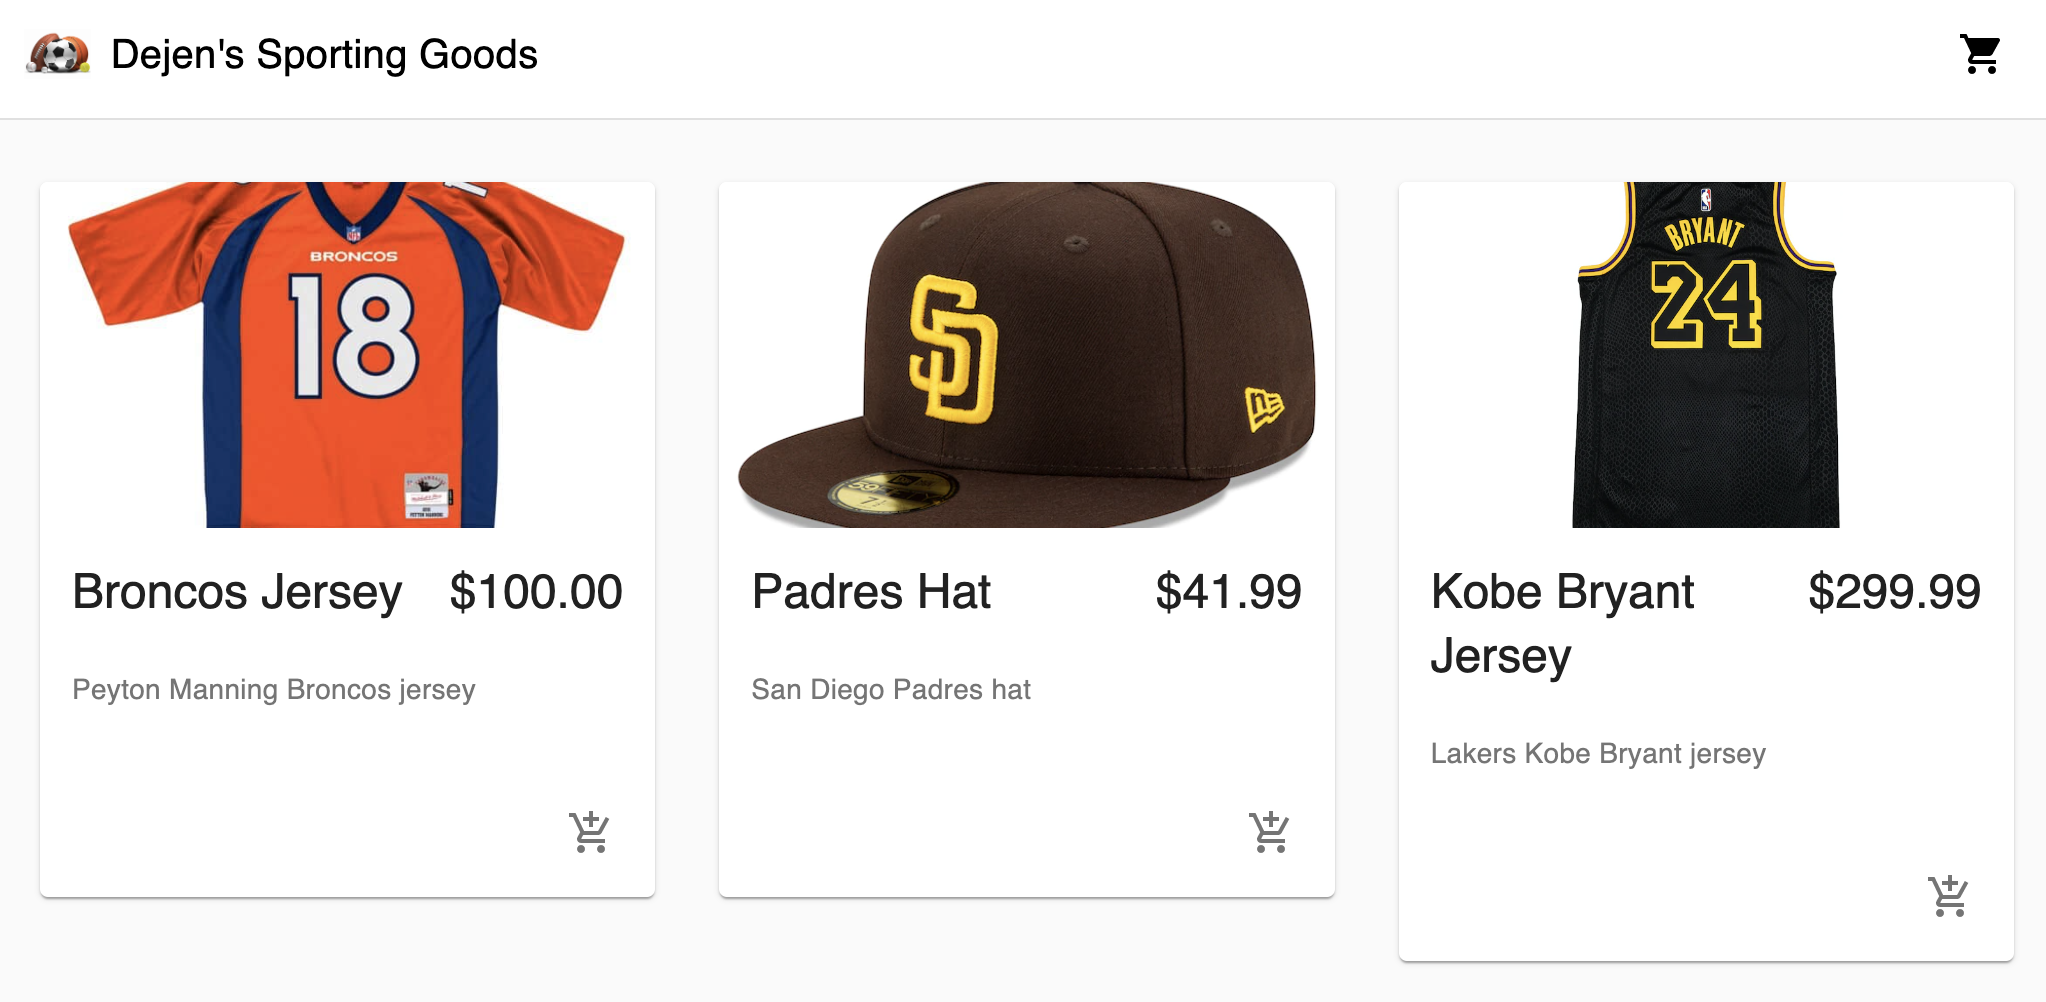 Dejen's Sporting Goods
BRONCOS
18
SD
BRYANT
24
Broncos Jersey $100.00
Peyton Manning Broncos jersey
Padres Hat $41.99
San Diego Padres hat
Kobe Bryant $299.99
Jersey
Lakers Kobe Bryant jersey